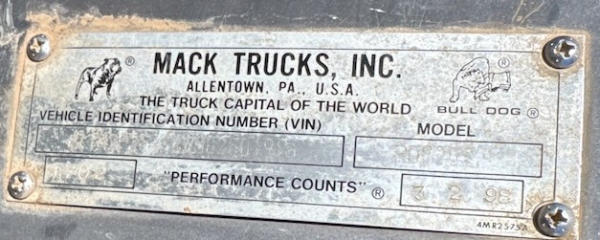 MACK TRUCKS, INC.
ALLENTOWN, PA., U.S.A.
THE TRUCK CAPITAL OF THE WORLD
BULL DOG ®
VEHICLE IDENTIFICATION NUMBER (VIN)
MODEL
"PERFORMANCE COUNTS" ®
3 2 98
4MR2575A